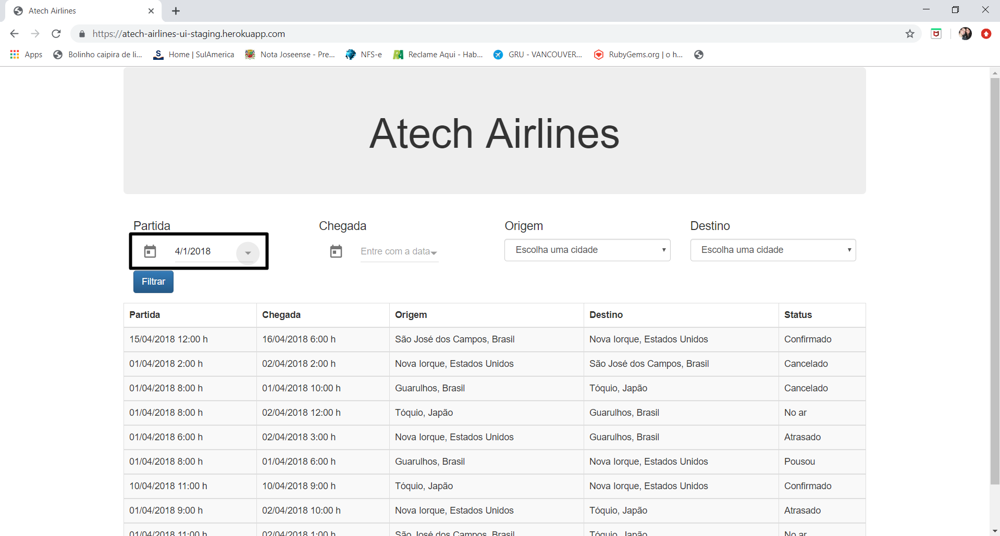 Atech Airlines
https://atech-airlines-ui-staging.herokuapp.com
Apps Bolinho caipira de li... Home | SulAmerica Nota Joseense - Pre... NFS-e Reclame Aqui - Hab... GRU - VANCOUVER... RubyGems.org | o h...
Atech Airlines
Partida Chegada Origem Destino
4/1/2018 Entre com a data Escolha uma cidade Escolha uma cidade
Filtrar
Partida Chegada Origem Destino Status
15/04/2018 12:00 h 16/04/2018 6:00 h São José dos Campos, Brasil Nova Iorque, Estados Unidos Confirmado
01/04/2018 2:00 h 02/04/2018 2:00 h Nova Iorque, Estados Unidos São José dos Campos, Brasil Cancelado
01/04/2018 8:00 h 01/04/2018 10:00 h Guarulhos, Brasil Tóquio, Japão Cancelado
01/04/2018 8:00 h 02/04/2018 12:00 h Tóquio, Japão Guarulhos, Brasil No ar
01/04/2018 6:00 h 02/04/2018 3:00 h Nova Iorque, Estados Unidos Guarulhos, Brasil Atrasado
01/04/2018 8:00 h 01/04/2018 6:00 h Guarulhos, Brasil Nova Iorque, Estados Unidos Pousou
10/04/2018 11:00 h 10/04/2018 9:00 h Tóquio, Japão Nova Iorque, Estados Unidos Confirmado
01/04/2018 9:00 h 02/04/2018 10:00 h Nova Iorque, Estados Unidos Tóquio, Japão Atrasado
01/04/2018 11:00 h 02/04/2018 1:00 h São José dos Campos, Brasil Tóquio, Japão No ar